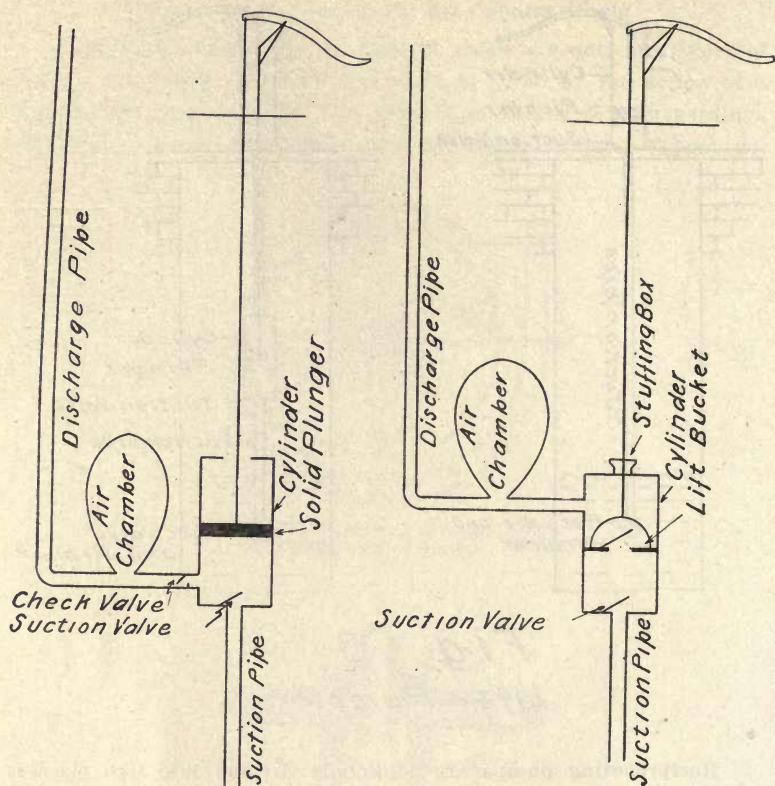 Discharge Pipe
Air
Chamber
Cylinder
Solid Plunger
Check Valve
Suction Valve
Suction Pipe
Discharge Pipe
Air
Chamber
Stuffing Box
Cylinder
Lift Bucket
Suction Valve
Suction Pipe